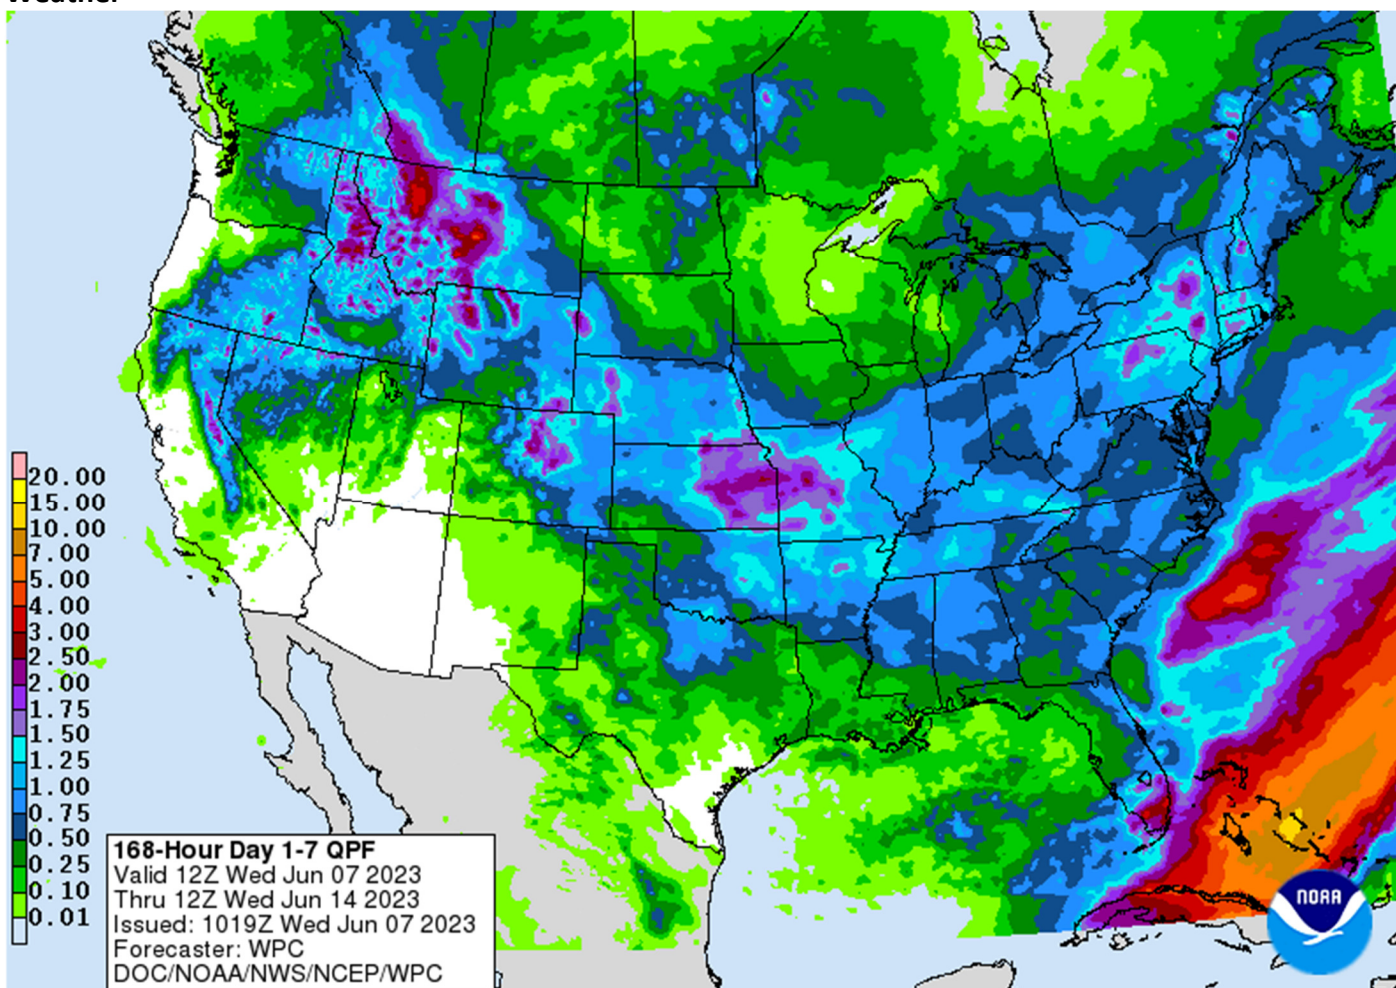 Weather
20.00
15.00
10.00
7.00
5.00
4.00
3.00
2.50
2.00
1.75
1.50
1.25
1.00
0.75
0.50
0.25
0.10
0.01
168-Hour Day 1-7 QPF
Valid 12Z Wed Jun 07 2023
Thru 12Z Wed Jun 14 2023
Issued: 1019Z Wed Jun 07 2023
Forecaster: WPC
DOC/NOAA/NWS/NCEP/WPC
NOAA